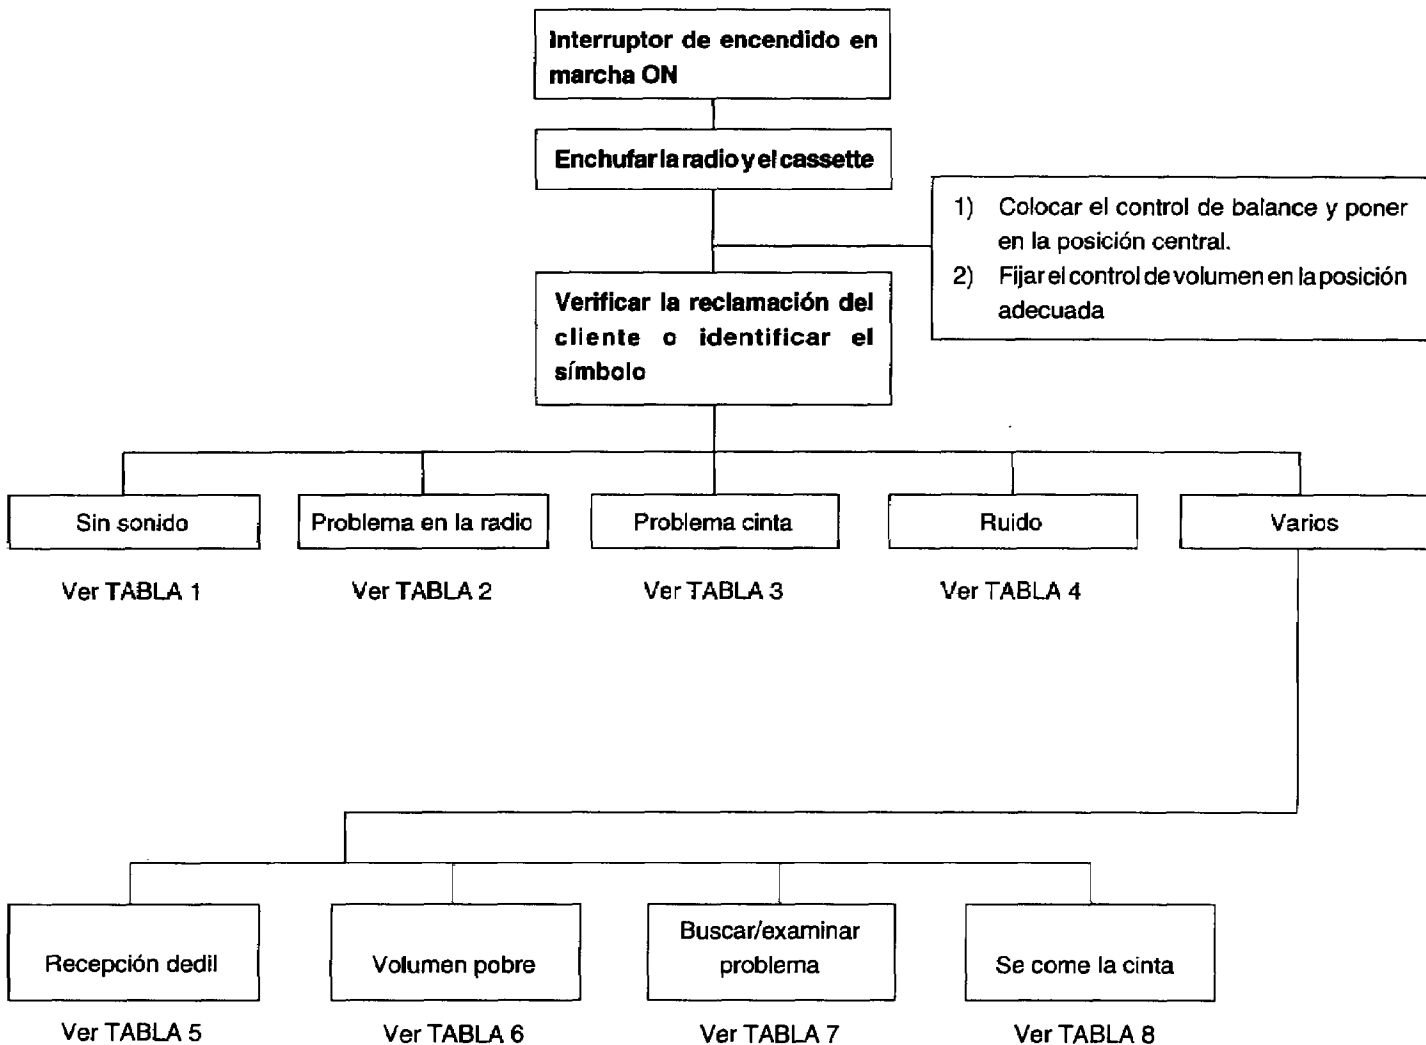 Interruptor de encendido en
marcha ON
Enchufar la radio y el cassette
1) Colocar el control de balance y poner
en la posición central.
2) Fijar el control de volumen en la posición
adecuada
Verificar la reclamación del
cliente o identificar el
símbolo
Sin sonido
Problema en la radio
Problema cinta
Ruido
Varios
Ver TABLA 1
Ver TABLA 2
Ver TABLA 3
Ver TABLA 4
Recepción dedil
Volumen pobre
Buscar/examinar
problema
Se come la cinta
Ver TABLA 5
Ver TABLA 6
Ver TABLA 7
Ver TABLA 8